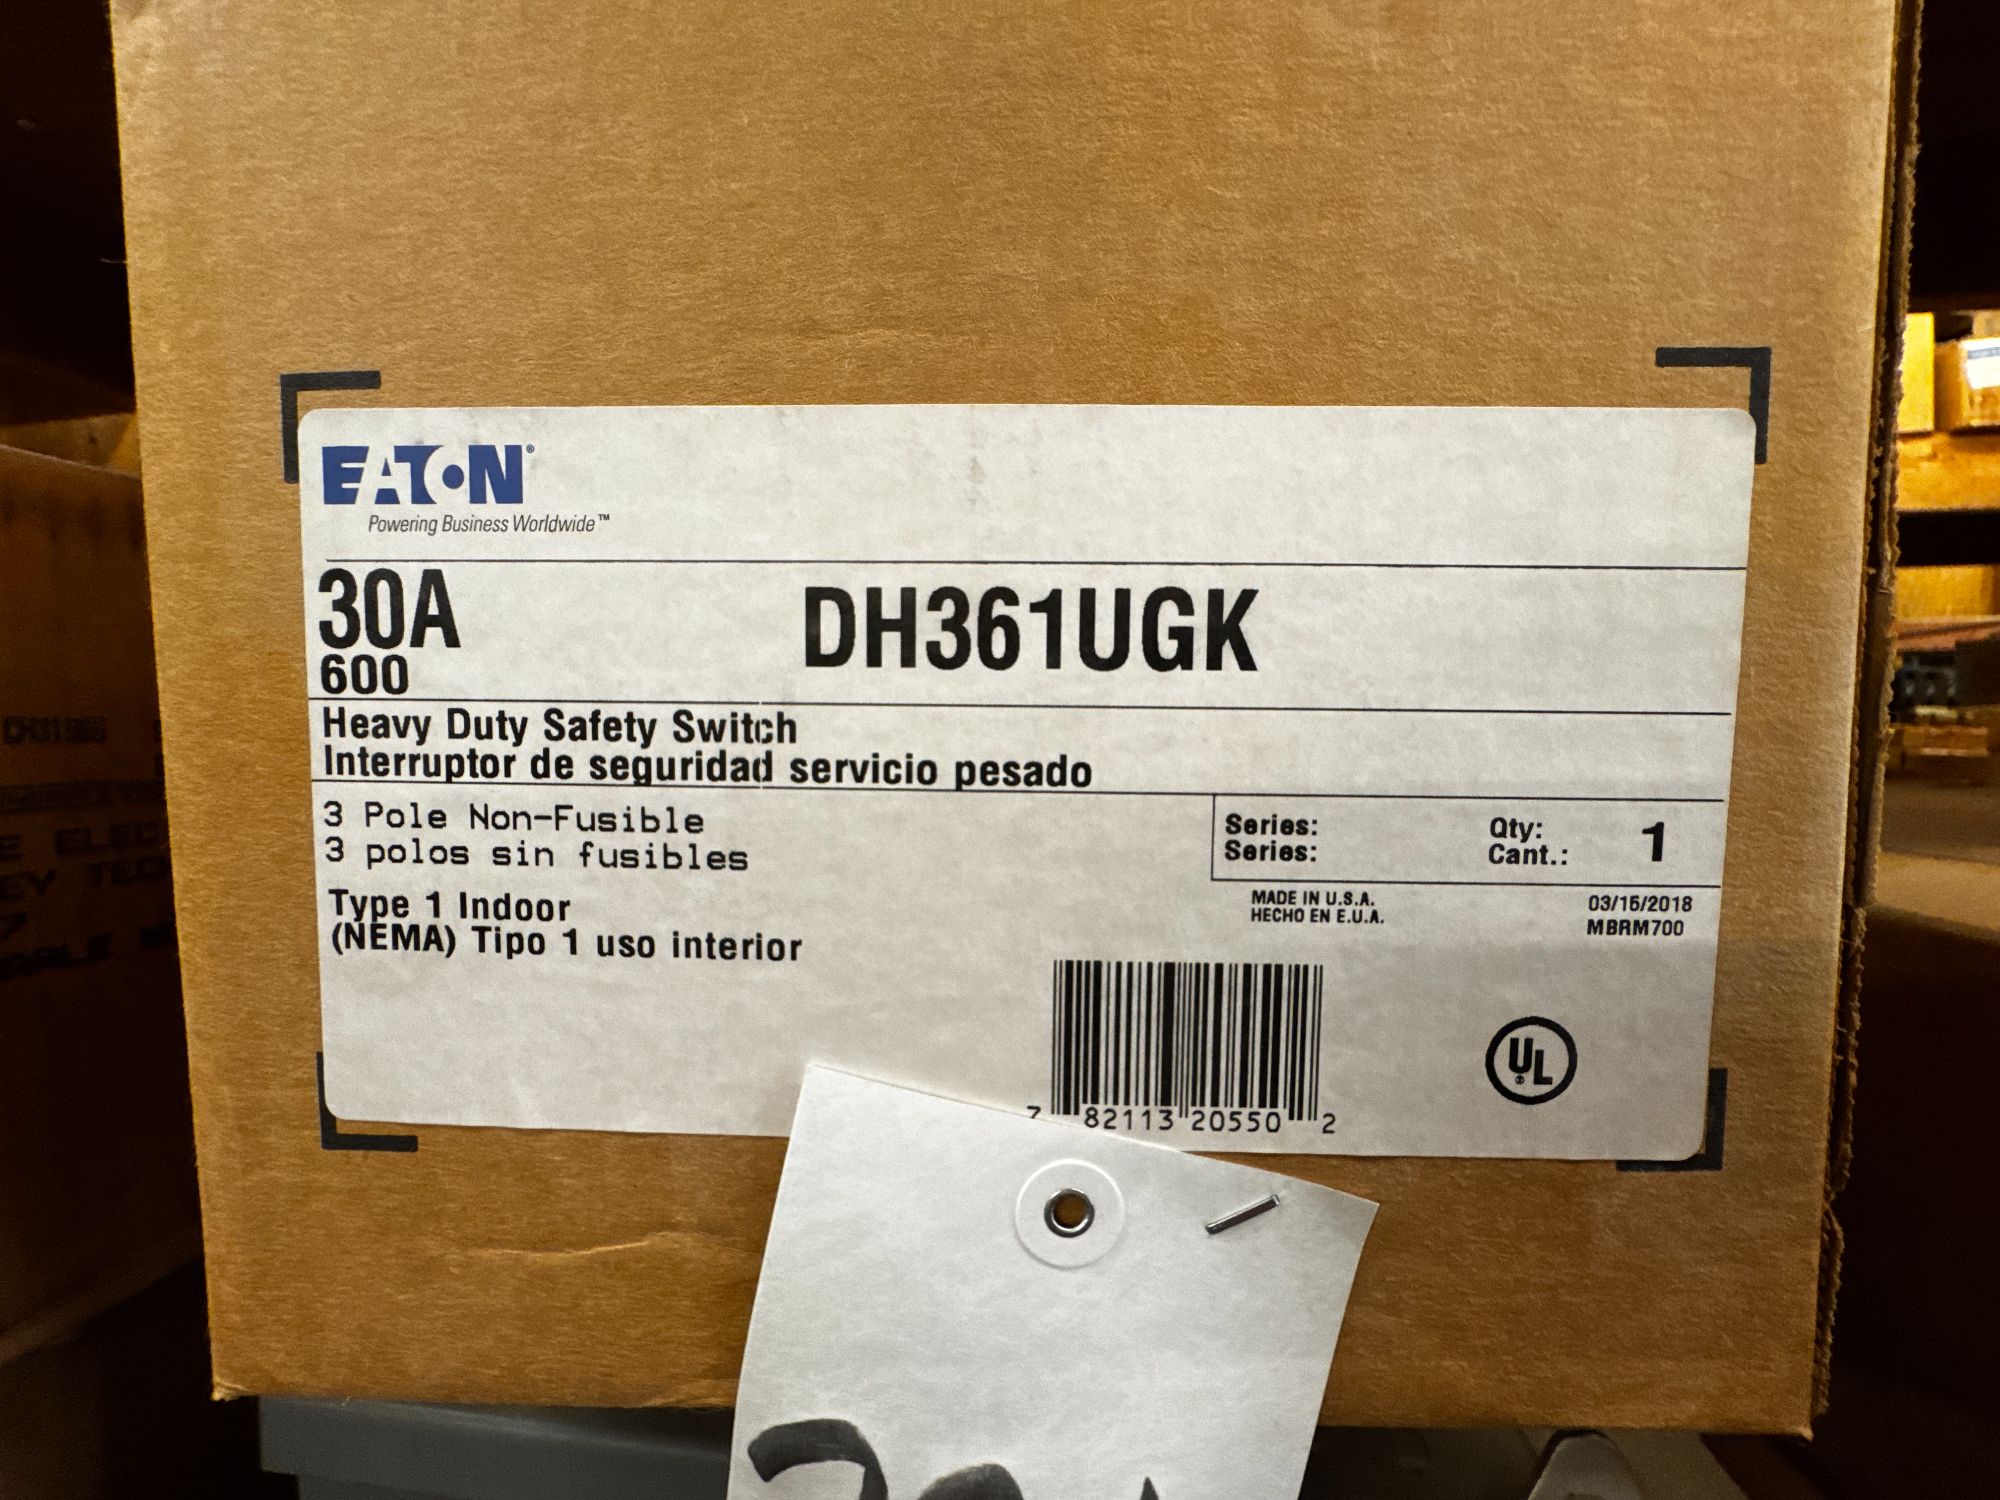 EATON®
Powering Business Worldwide™
30A
600
DH361UGK
Heavy Duty Safety Switch
Interruptor de seguridad servicio pesado
3 Pole Non-Fusible
3 polos sin fusibles
Type 1 Indoor
(NEMA) Tipo 1 uso interior
Series:
Series:
Qty:
Cant.:
1
MADE IN U.S.A.
HECHO EN E.U.A.
03/15/2018
MBRM700
7 82113 20550 2
UL